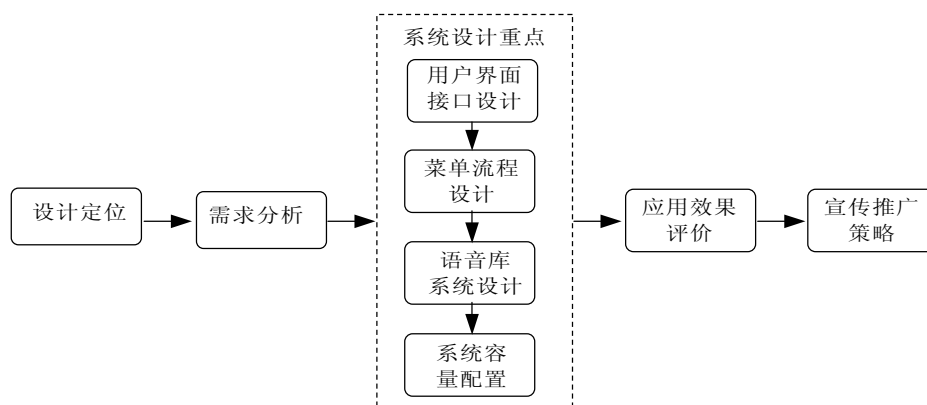 设计定位
需求分析
系统设计重点
用户界面
接口设计
菜单流程
设计
语音库
系统设计
系统容
量配置
应用效果
评价
宣传推广
策略